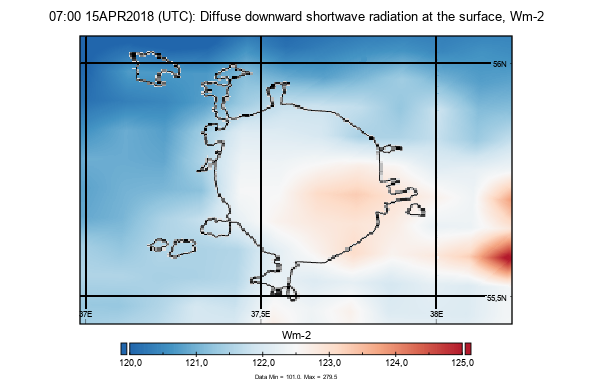 07:00 15APR2018 (UTC): Diffuse downward shortwave radiation at the surface, Wm-2
56N
55,5N
37E
37,5E
38E
Wm-2
120,0 121,0 122,0 123,0 124,0 125,0
Data Min = 101,0, Max = 279,5